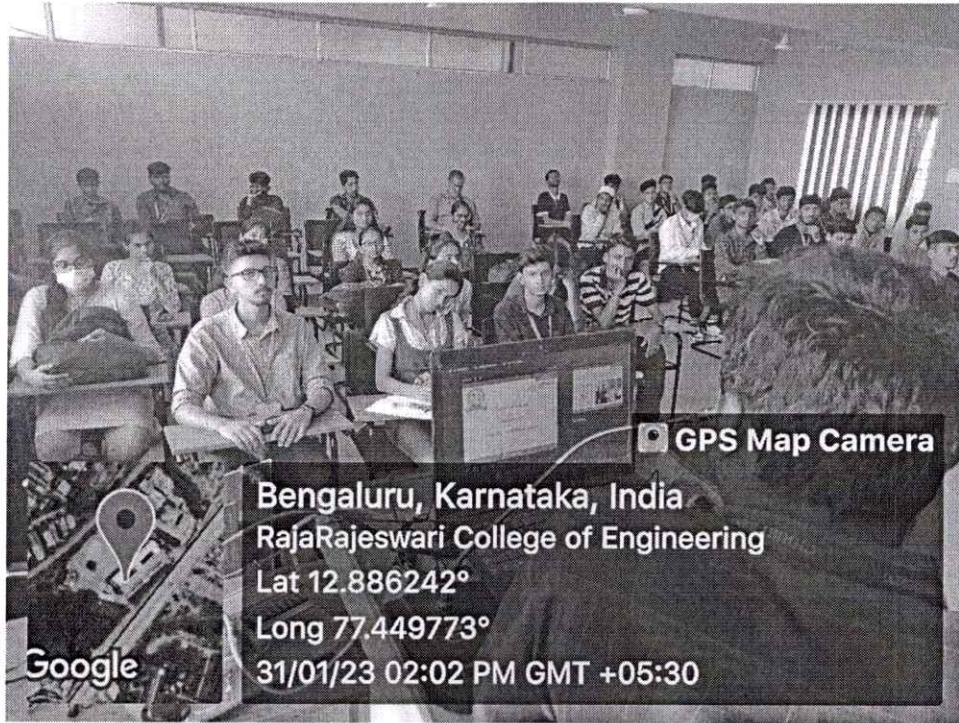 GPS Map Camera
Bengaluru, Karnataka, India
RajaRajeswari College of Engineering
Lat 12.886242°
Long 77.449773°
31/01/23 02:02 PM GMT +05:30
Google